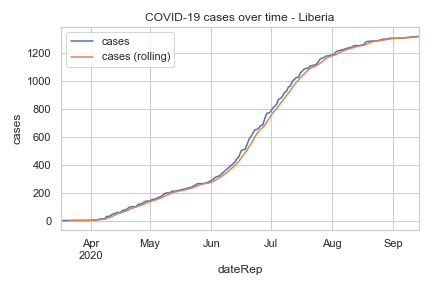 COVID-19 cases over time - Liberia
cases
cases (rolling)
1200
1000
800
600
400
200
0
cases
Apr
2020
May
Jun
Jul
Aug
Sep
dateRep